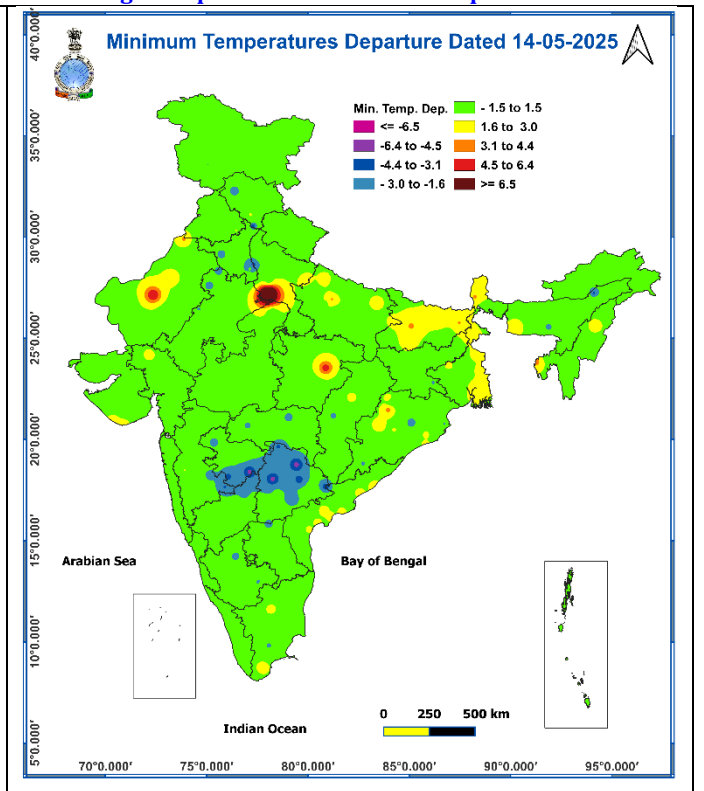 Minimum Temperatures Departure Dated 14-05-2025
Min. Temp. Dep.
<= -6.5
-6.4 to -4.5
-4.4 to -3.1
- 3.0 to -1.6
- 1.5 to 1.5
1.6 to 3.0
3.1 to 4.4
4.5 to 6.4
>= 6.5
40°0.000'
35°0.000'
30°0.000'
25°0.000'
20°0.000'
15°0.000'
10°0.000'
5°0.000'
Arabian Sea
Bay of Bengal
Indian Ocean
0 250 500 km
70°0.000' 75°0.000' 80°0.000' 85°0.000' 90°0.000' 95°0.000'